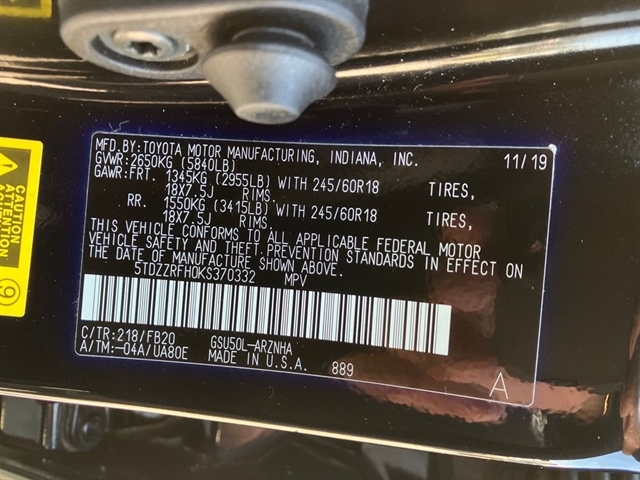 MFD.BY:TOYOTA MOTOR MANUFACTURING, INDIANA, INC. 11/19
GVWR:2650KG (5840LB)
GAWR:FRT. 1345KG (2955LB) WITH 245/60R18 TIRES,
18X7.5J RIMS.
RR. 1550KG (3415LB) WITH 245/60R18 TIRES,
18X7.5J RIMS.
THIS VEHICLE CONFORMS TO ALL APPLICABLE FEDERAL MOTOR
VEHICLE SAFETY AND THEFT PREVENTION STANDARDS IN EFFECT ON
THE DATE OF MANUFACTURE SHOWN ABOVE.
5TDZZRFH0KS370332 MPV
C/TR:218/FB20 GSU50L-ARZNHA
A/TM:-04A/UA80E MADE IN U.S.A. 889
A
CAUTION
ATTENTION